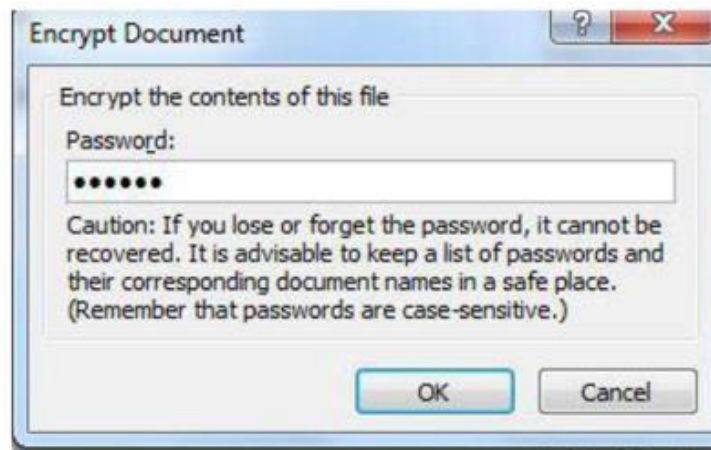 Encrypt Document
Encrypt the contents of this file
Password:
••••••
Caution: If you lose or forget the password, it cannot be
recovered. It is advisable to keep a list of passwords and
their corresponding document names in a safe place.
(Remember that passwords are case-sensitive.)
OK Cancel